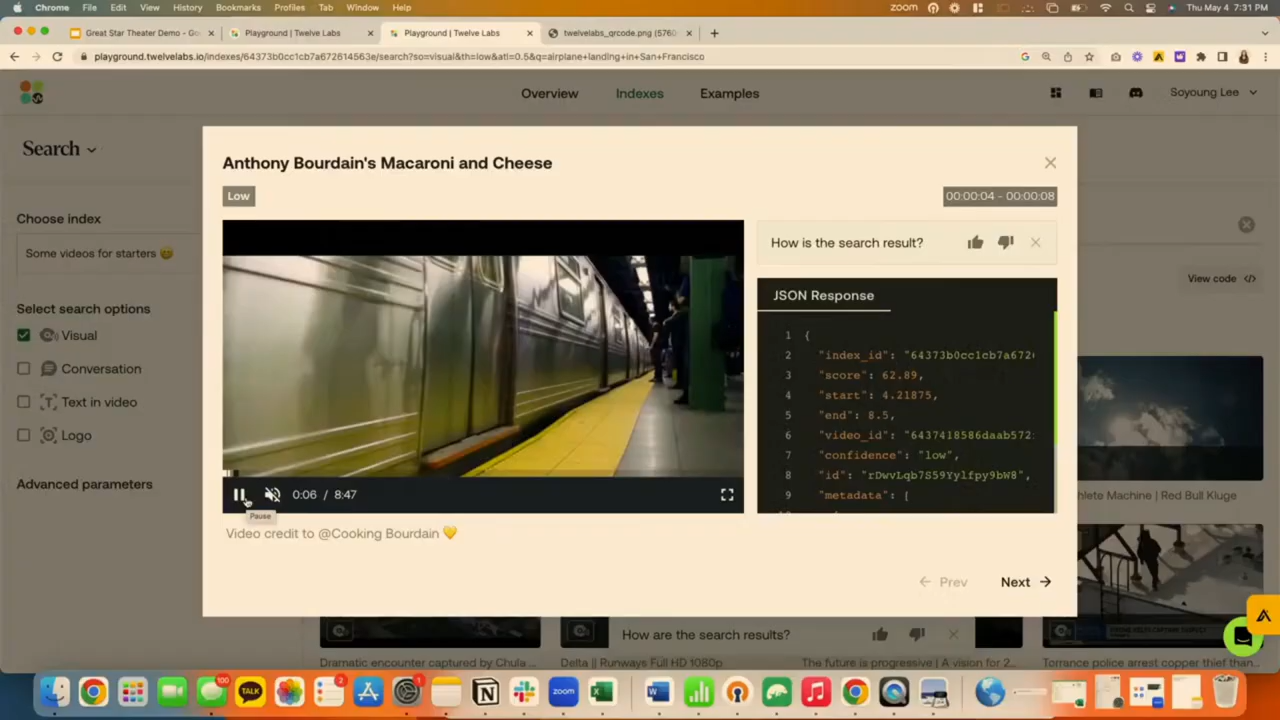 Chrome File Edit View History Bookmarks Profiles Tab Window Help
zoom
Thu May 4 7:31 PM
Great Star Theater Demo - Go
Playground | Twelve Labs
Playground | Twelve Labs
twelvelabs_qrcode.png (5760
playground.twelvelabs.io/indexes/64373b0cc1cb7a672614563e/search?so=visual&th=low&atl=0.5&q=airplane+landing+in+San+Francisco
Overview
Indexes
Examples
Soyoung Lee
Search
Anthony Bourdain's Macaroni and Cheese
Low
00:00:04 - 00:00:08
Choose index
Some videos for starters
How is the search result?
View code </>
Select search options
Visual
Conversation
Text in video
Logo
Advanced parameters
JSON Response
1 {
2 "index_id": "64373b0cc1cb7a672
3 "score": 62.89,
4 "start": 4.21875,
5 "end": 8.5,
6 "video_id": "6437418586daab572
7 "confidence": "low",
8 "id": "rDwvLqb7S59Yylfpy9bW8",
9 "metadata": [
0:06 / 8:47
Pause
Video credit to @Cooking Bourdain 💛
hlete Machine | Red Bull Kluge
Prev
Next
How are the search results?
Dramatic encounter captured by Chula ...
Delta || Runways Full HD 1080p
The future is progressive | A vision for 2...
Torrance police arrest copper thief than...
100
TALK
2
1
zoom